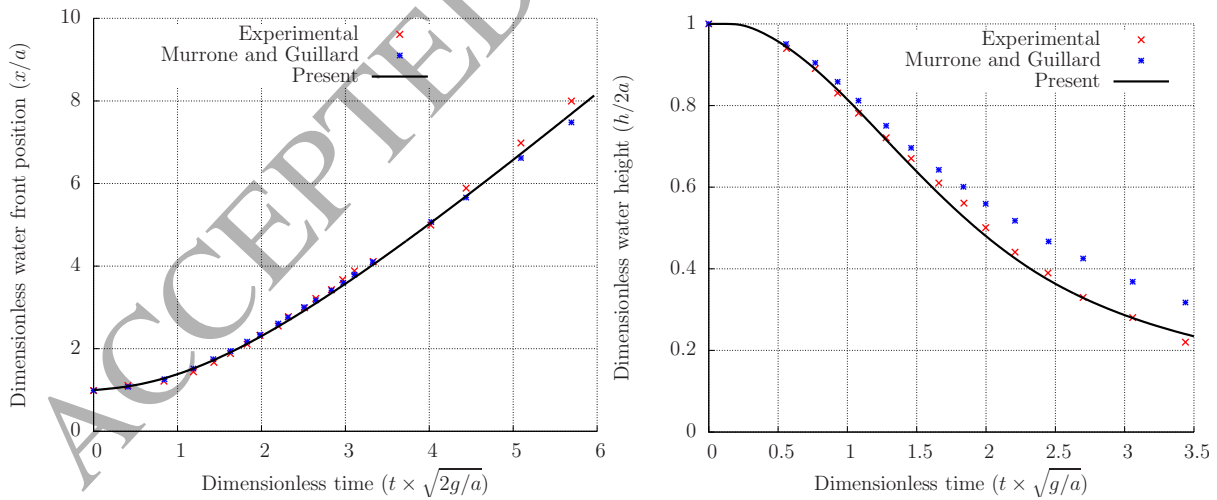 10
8
6
4
2
0
0 1 2 3 4 5 6
Dimensionless water front position (x/a)
Dimensionless time (t × √2g/a)
Experimental
Murrone and Guillard
Present
ACCEPTED
1
0.8
0.6
0.4
0.2
0 0.5 1 1.5 2 2.5 3 3.5
Dimensionless water height (h/2a)
Dimensionless time (t × √g/a)
Experimental
Murrone and Guillard
Present